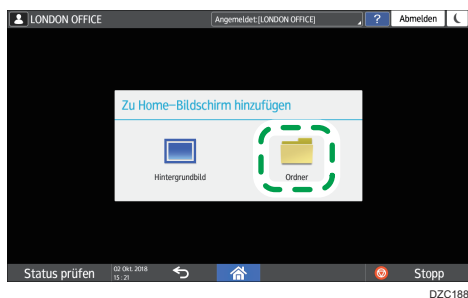 LONDON OFFICE
Angemeldet:[LONDON OFFICE]
?
Abmelden
Zu Home-Bildschirm hinzufügen
Hintergrundbild
Ordner
Status prüfen
02 Okt. 2018
15 : 21
Stopp
DZC188